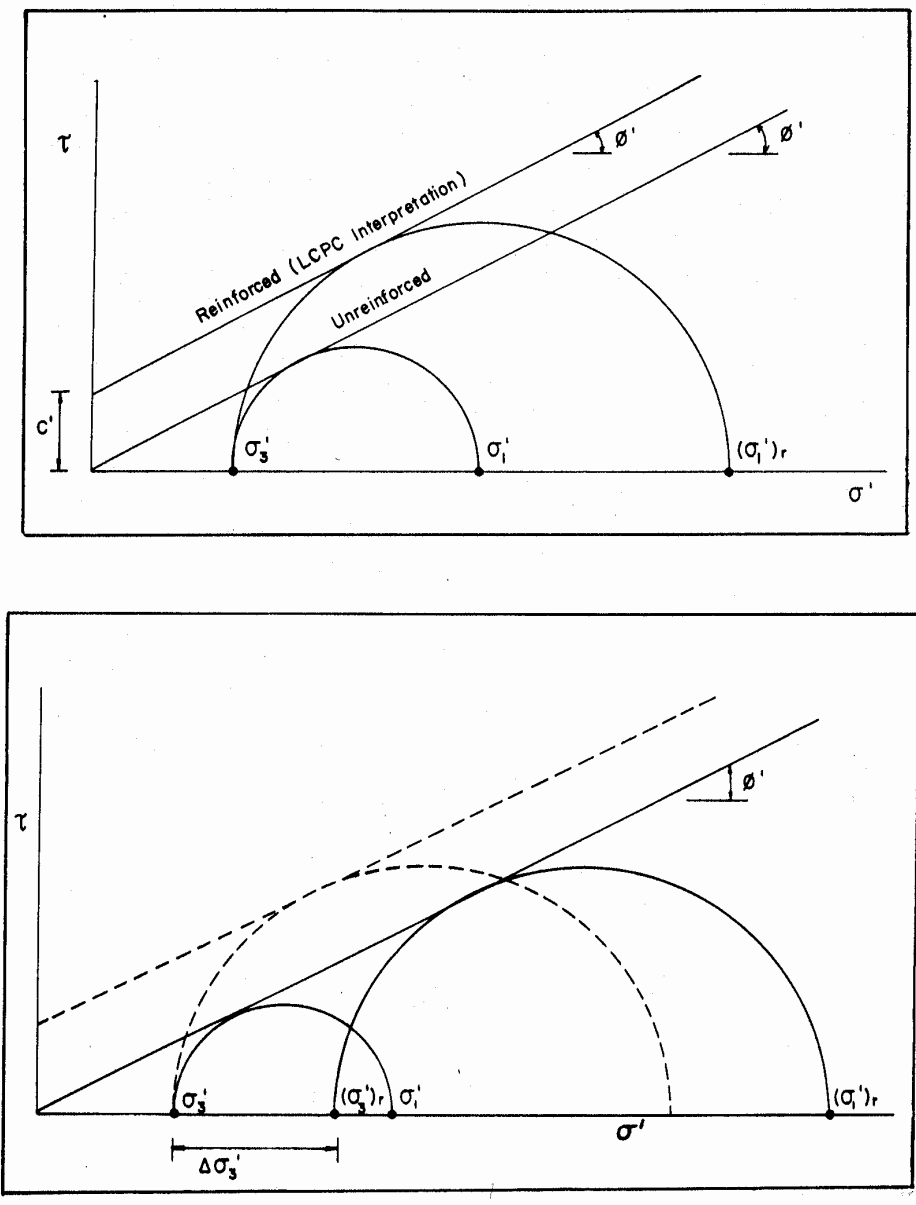 τ
Ø'
Ø'
Reinforced (LCPC Interpretation)
Unreinforced
c'
σ₃'
σ₁'
(σ₁')r
σ'
τ
Ø'
σ₃'
(σ₃')r
σ₁'
(σ₁')r
σ'
Δσ₃'